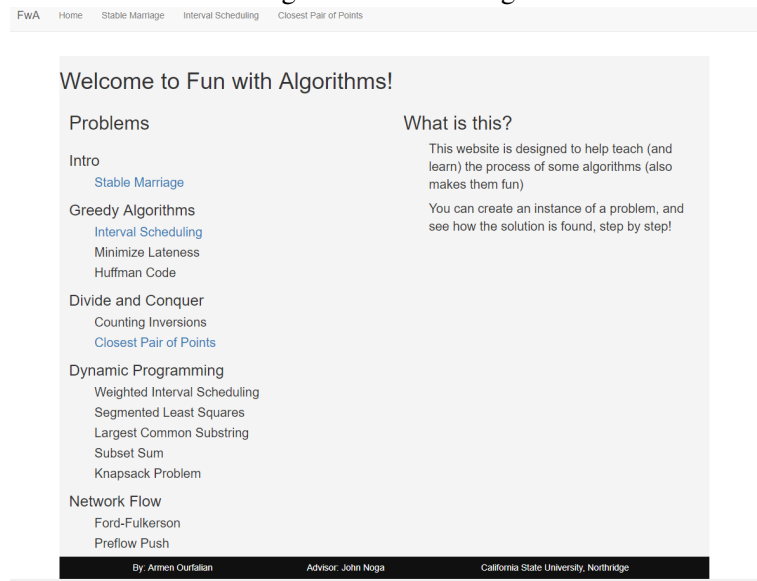 FwA Home Stable Marriage Interval Scheduling Closest Pair of Points
Welcome to Fun with Algorithms!
Problems
Intro
Stable Marriage
Greedy Algorithms
Interval Scheduling
Minimize Lateness
Huffman Code
Divide and Conquer
Counting Inversions
Closest Pair of Points
Dynamic Programming
Weighted Interval Scheduling
Segmented Least Squares
Largest Common Substring
Subset Sum
Knapsack Problem
Network Flow
Ford-Fulkerson
Preflow Push
What is this?
This website is designed to help teach (and
learn) the process of some algorithms (also
makes them fun)
You can create an instance of a problem, and
see how the solution is found, step by step!
By: Armen Ourfalian Advisor: John Noga California State University, Northridge